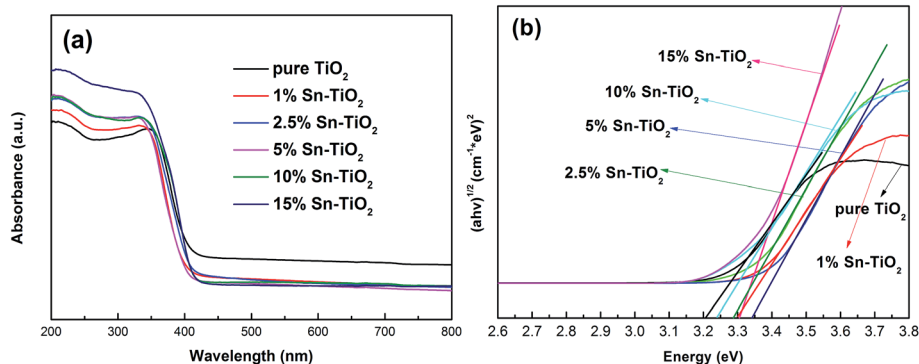 (a)
pure TiO2
1% Sn-TiO2
2.5% Sn-TiO2
5% Sn-TiO2
10% Sn-TiO2
15% Sn-TiO2
Absorbance (a.u.)
200 300 400 500 600 700 800
Wavelength (nm)
(b)
15% Sn-TiO2
10% Sn-TiO2
5% Sn-TiO2
2.5% Sn-TiO2
pure TiO2
1% Sn-TiO2
(ahv)1/2 (cm-1*eV)2
2.6 2.7 2.8 2.9 3.0 3.1 3.2 3.3 3.4 3.5 3.6 3.7 3.8
Energy (eV)